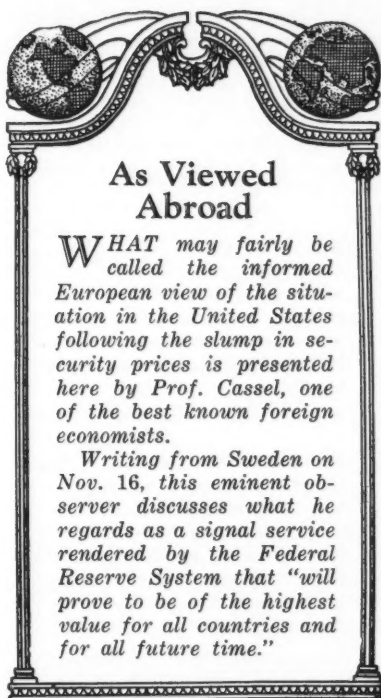 As Viewed
Abroad
WHAT may fairly be
called the informed
European view of the situ-
ation in the United States
following the slump in se-
curity prices is presented
here by Prof. Cassel, one
of the best known foreign
economists.
Writing from Sweden on
Nov. 16, this eminent ob-
server discusses what he
regards as a signal service
rendered by the Federal
Reserve System that “will
prove to be of the highest
value for all countries and
for all future time.”